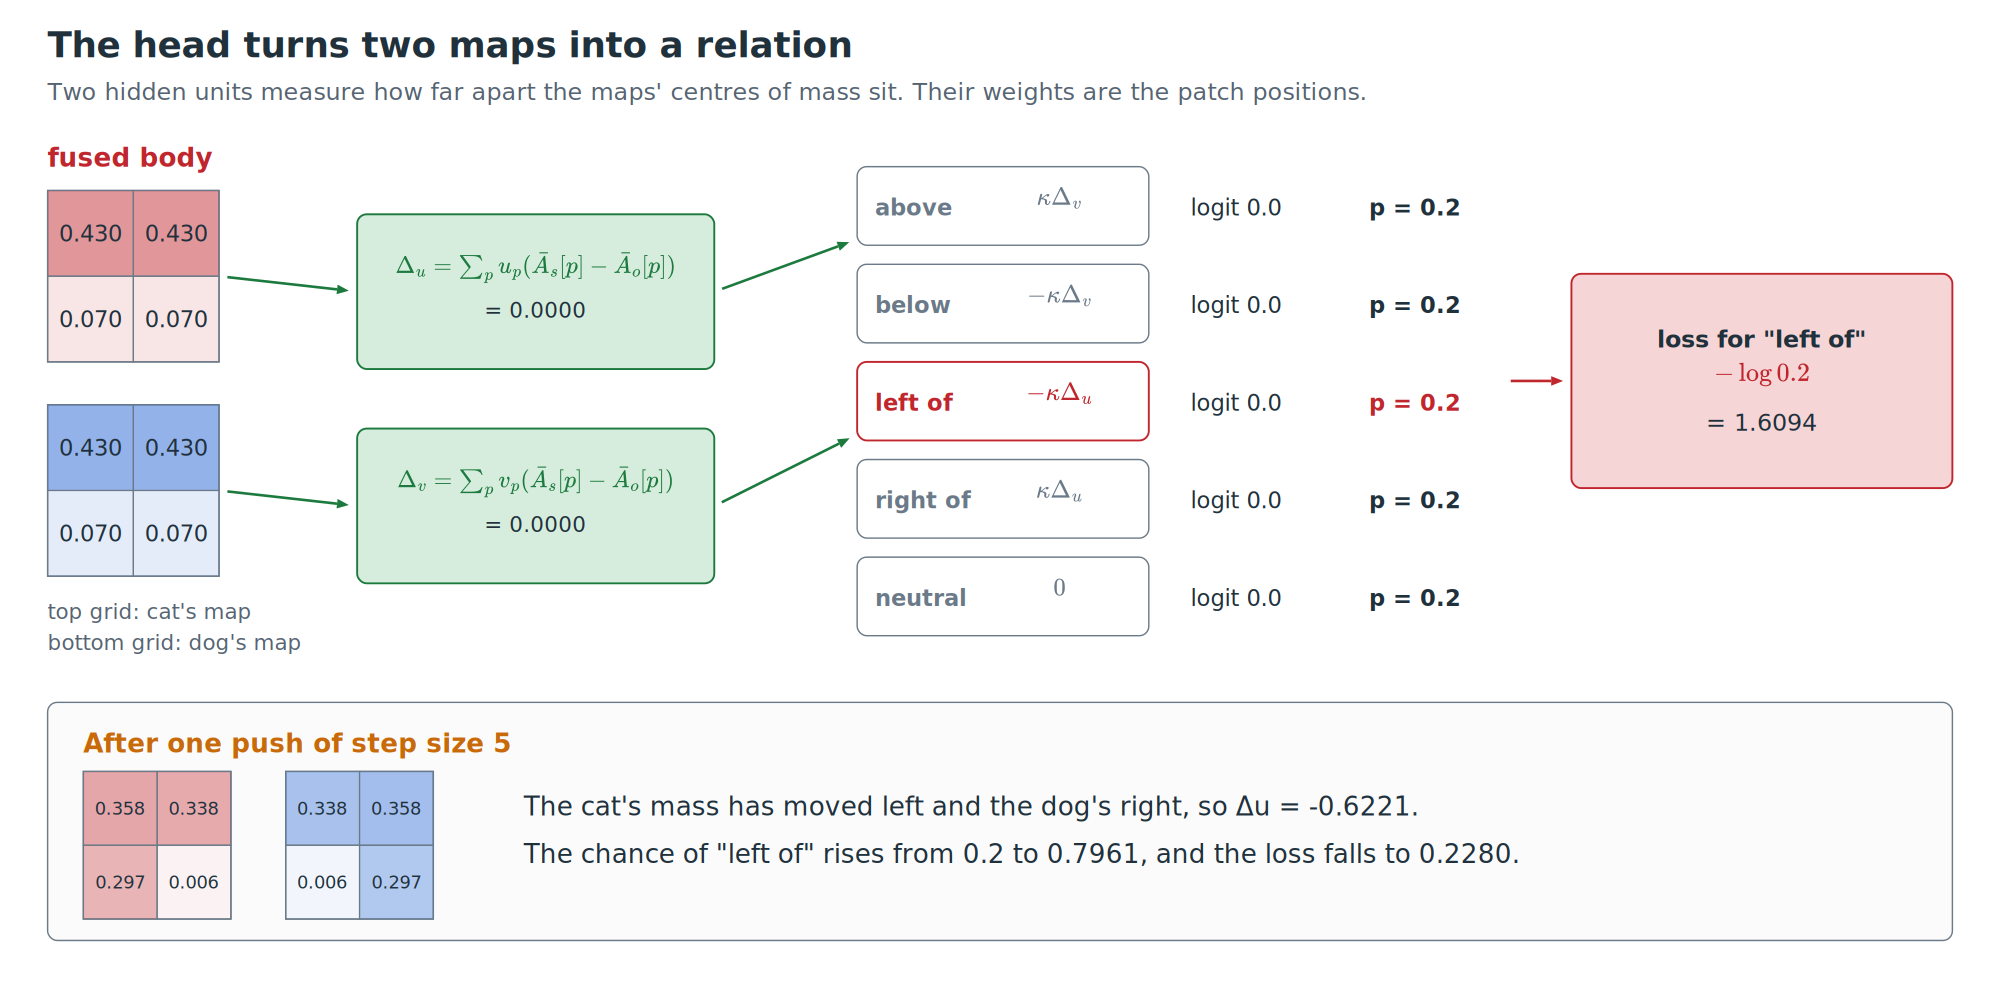 The head turns two maps into a relation
Two hidden units measure how far apart the maps' centres of mass sit. Their weights are the patch positions.
fused body
0.430 0.430
0.070 0.070
0.430 0.430
0.070 0.070
top grid: cat's map
bottom grid: dog's map
Δ_u = ∑_p u_p(Ā_s[p] − Ā_o[p])
= 0.0000
Δ_v = ∑_p v_p(Ā_s[p] − Ā_o[p])
= 0.0000
above κΔ_v logit 0.0 p = 0.2
below −κΔ_v logit 0.0 p = 0.2
left of −κΔ_u logit 0.0 p = 0.2
right of κΔ_u logit 0.0 p = 0.2
neutral 0 logit 0.0 p = 0.2
loss for "left of"
− log 0.2
= 1.6094
After one push of step size 5
0.358 0.338
0.297 0.006
0.338 0.358
0.006 0.297
The cat's mass has moved left and the dog's right, so Δu = -0.6221.
The chance of "left of" rises from 0.2 to 0.7961, and the loss falls to 0.2280.